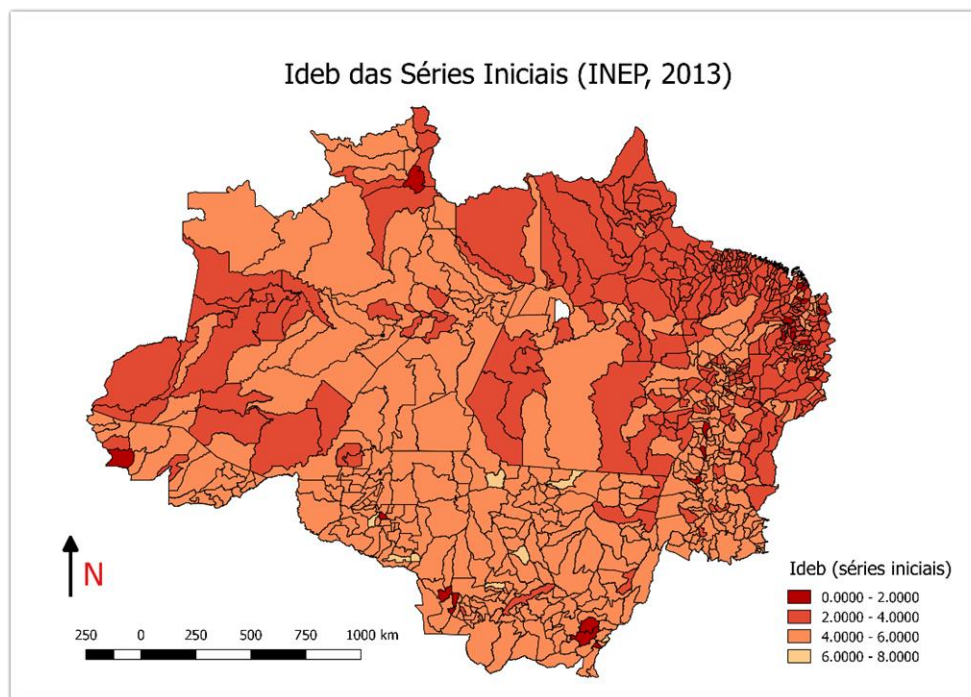 Ideb das Séries Iniciais (INEP, 2013)
N
250 0 250 500 750 1000 km
Ideb (séries iniciais)
0.0000 - 2.0000
2.0000 - 4.0000
4.0000 - 6.0000
6.0000 - 8.0000